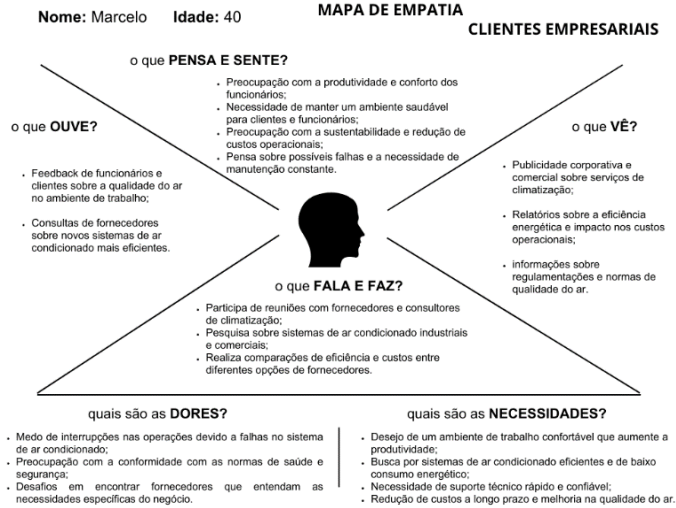 Nome: Marcelo Idade: 40
MAPA DE EMPATIA
CLIENTES EMPRESARIAIS
o que PENSA E SENTE?
• Preocupação com a produtividade e conforto dos
funcionários;
• Necessidade de manter um ambiente saudável
para clientes e funcionários;
• Preocupação com a sustentabilidade e redução de
custos operacionais;
• Pensa sobre possíveis falhas e a necessidade de
manutenção constante.
o que OUVE?
• Feedback de funcionários e
clientes sobre a qualidade do ar
no ambiente de trabalho;
• Consultas de fornecedores
sobre novos sistemas de ar
condicionado mais eficientes.
o que VÊ?
• Publicidade corporativa e
comercial sobre serviços de
climatização;
• Relatórios sobre a eficiência
energética e impacto nos custos
operacionais;
• informações sobre
regulamentações e normas de
qualidade do ar.
o que FALA E FAZ?
• Participa de reuniões com fornecedores e consultores
de climatização;
• Pesquisa sobre sistemas de ar condicionado industriais
e comerciais;
• Realiza comparações de eficiência e custos entre
diferentes opções de fornecedores.
quais são as DORES?
• Medo de interrupções nas operações devido a falhas no sistema
de ar condicionado;
• Preocupação com a conformidade com as normas de saúde e
segurança;
• Desafios em encontrar fornecedores que entendam as
necessidades específicas do negócio.
quais são as NECESSIDADES?
• Desejo de um ambiente de trabalho confortável que aumente a
produtividade;
• Busca por sistemas de ar condicionado eficientes e de baixo
consumo energético;
• Necessidade de suporte técnico rápido e confiável;
• Redução de custos a longo prazo e melhoria na qualidade do ar.